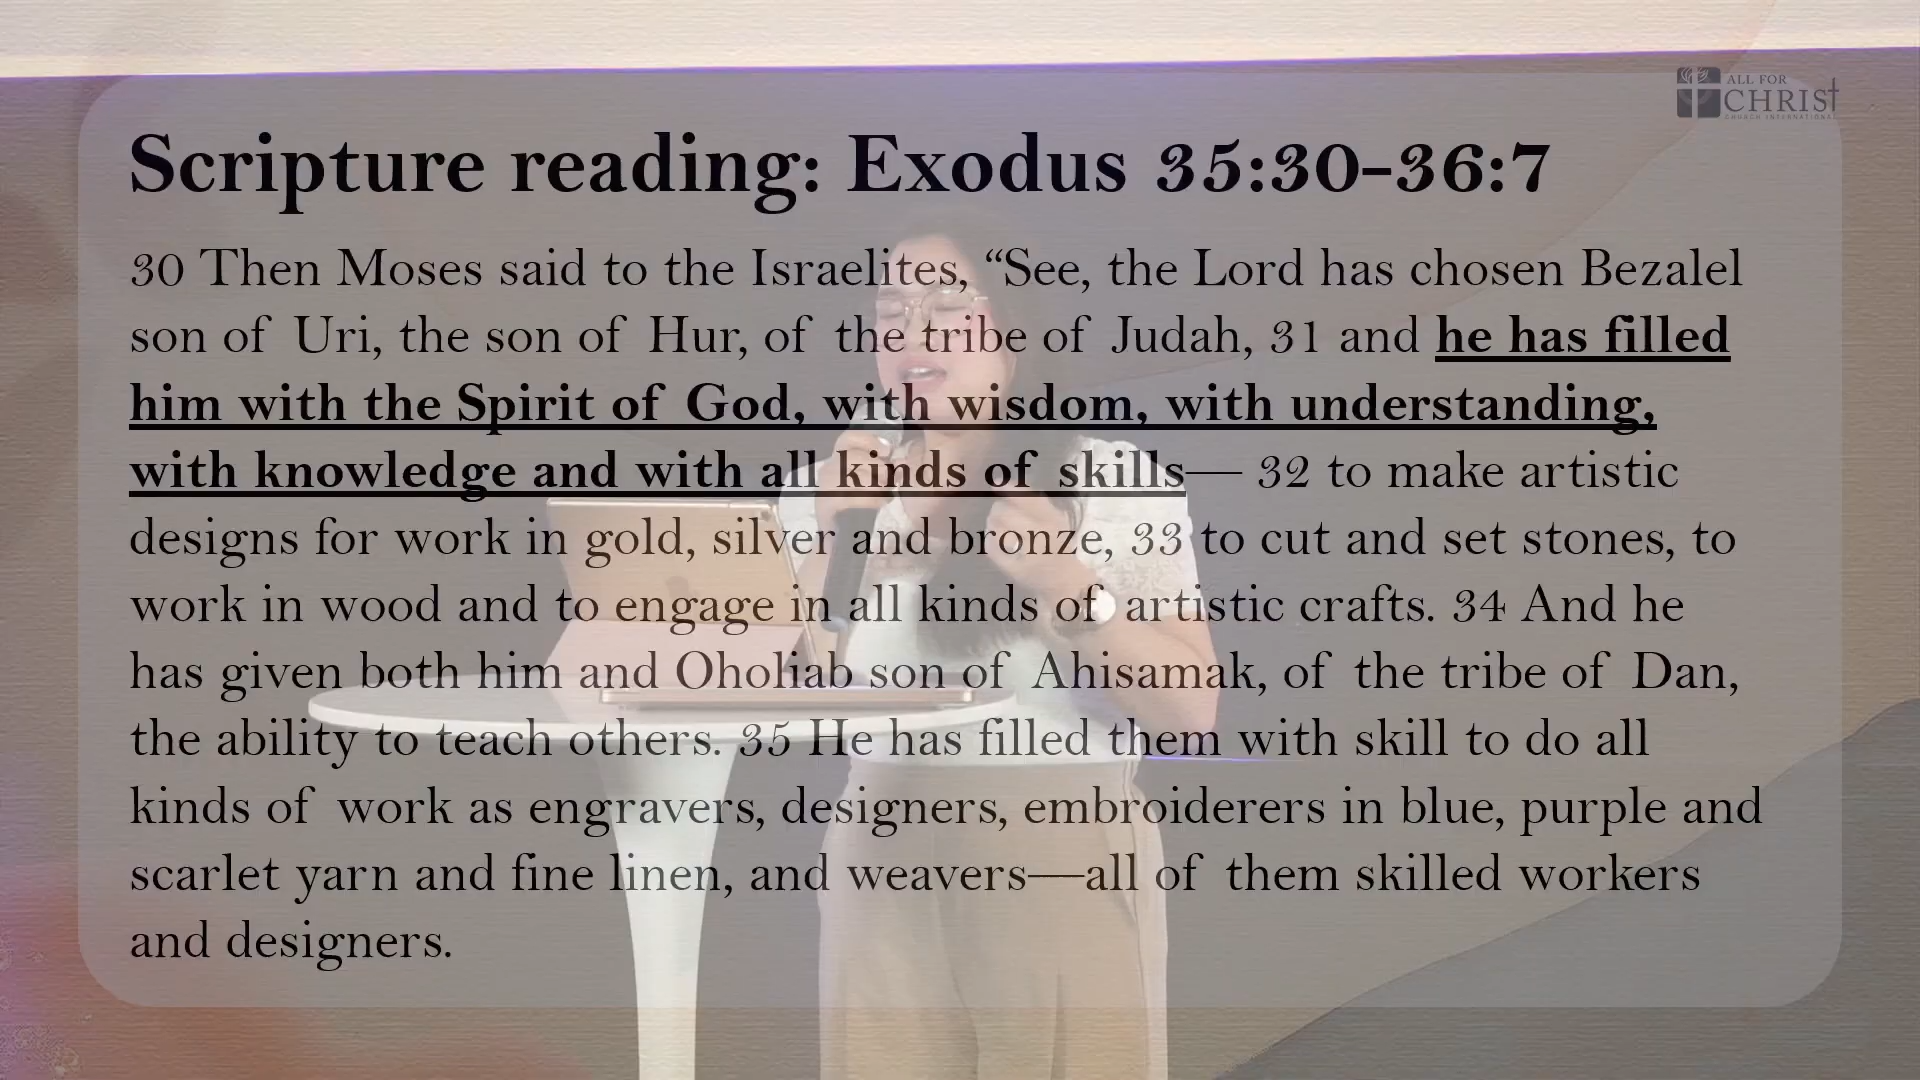 ALL FOR
CHRIST
CHURCH INTERNATIONAL
Scripture reading: Exodus 35:30-36:7
30 Then Moses said to the Israelites, “See, the Lord has chosen Bezalel
son of Uri, the son of Hur, of the tribe of Judah, 31 and he has filled
him with the Spirit of God, with wisdom, with understanding,
with knowledge and with all kinds of skills— 32 to make artistic
designs for work in gold, silver and bronze, 33 to cut and set stones, to
work in wood and to engage in all kinds of artistic crafts. 34 And he
has given both him and Oholiab son of Ahisamak, of the tribe of Dan,
the ability to teach others. 35 He has filled them with skill to do all
kinds of work as engravers, designers, embroiderers in blue, purple and
scarlet yarn and fine linen, and weavers—all of them skilled workers
and designers.